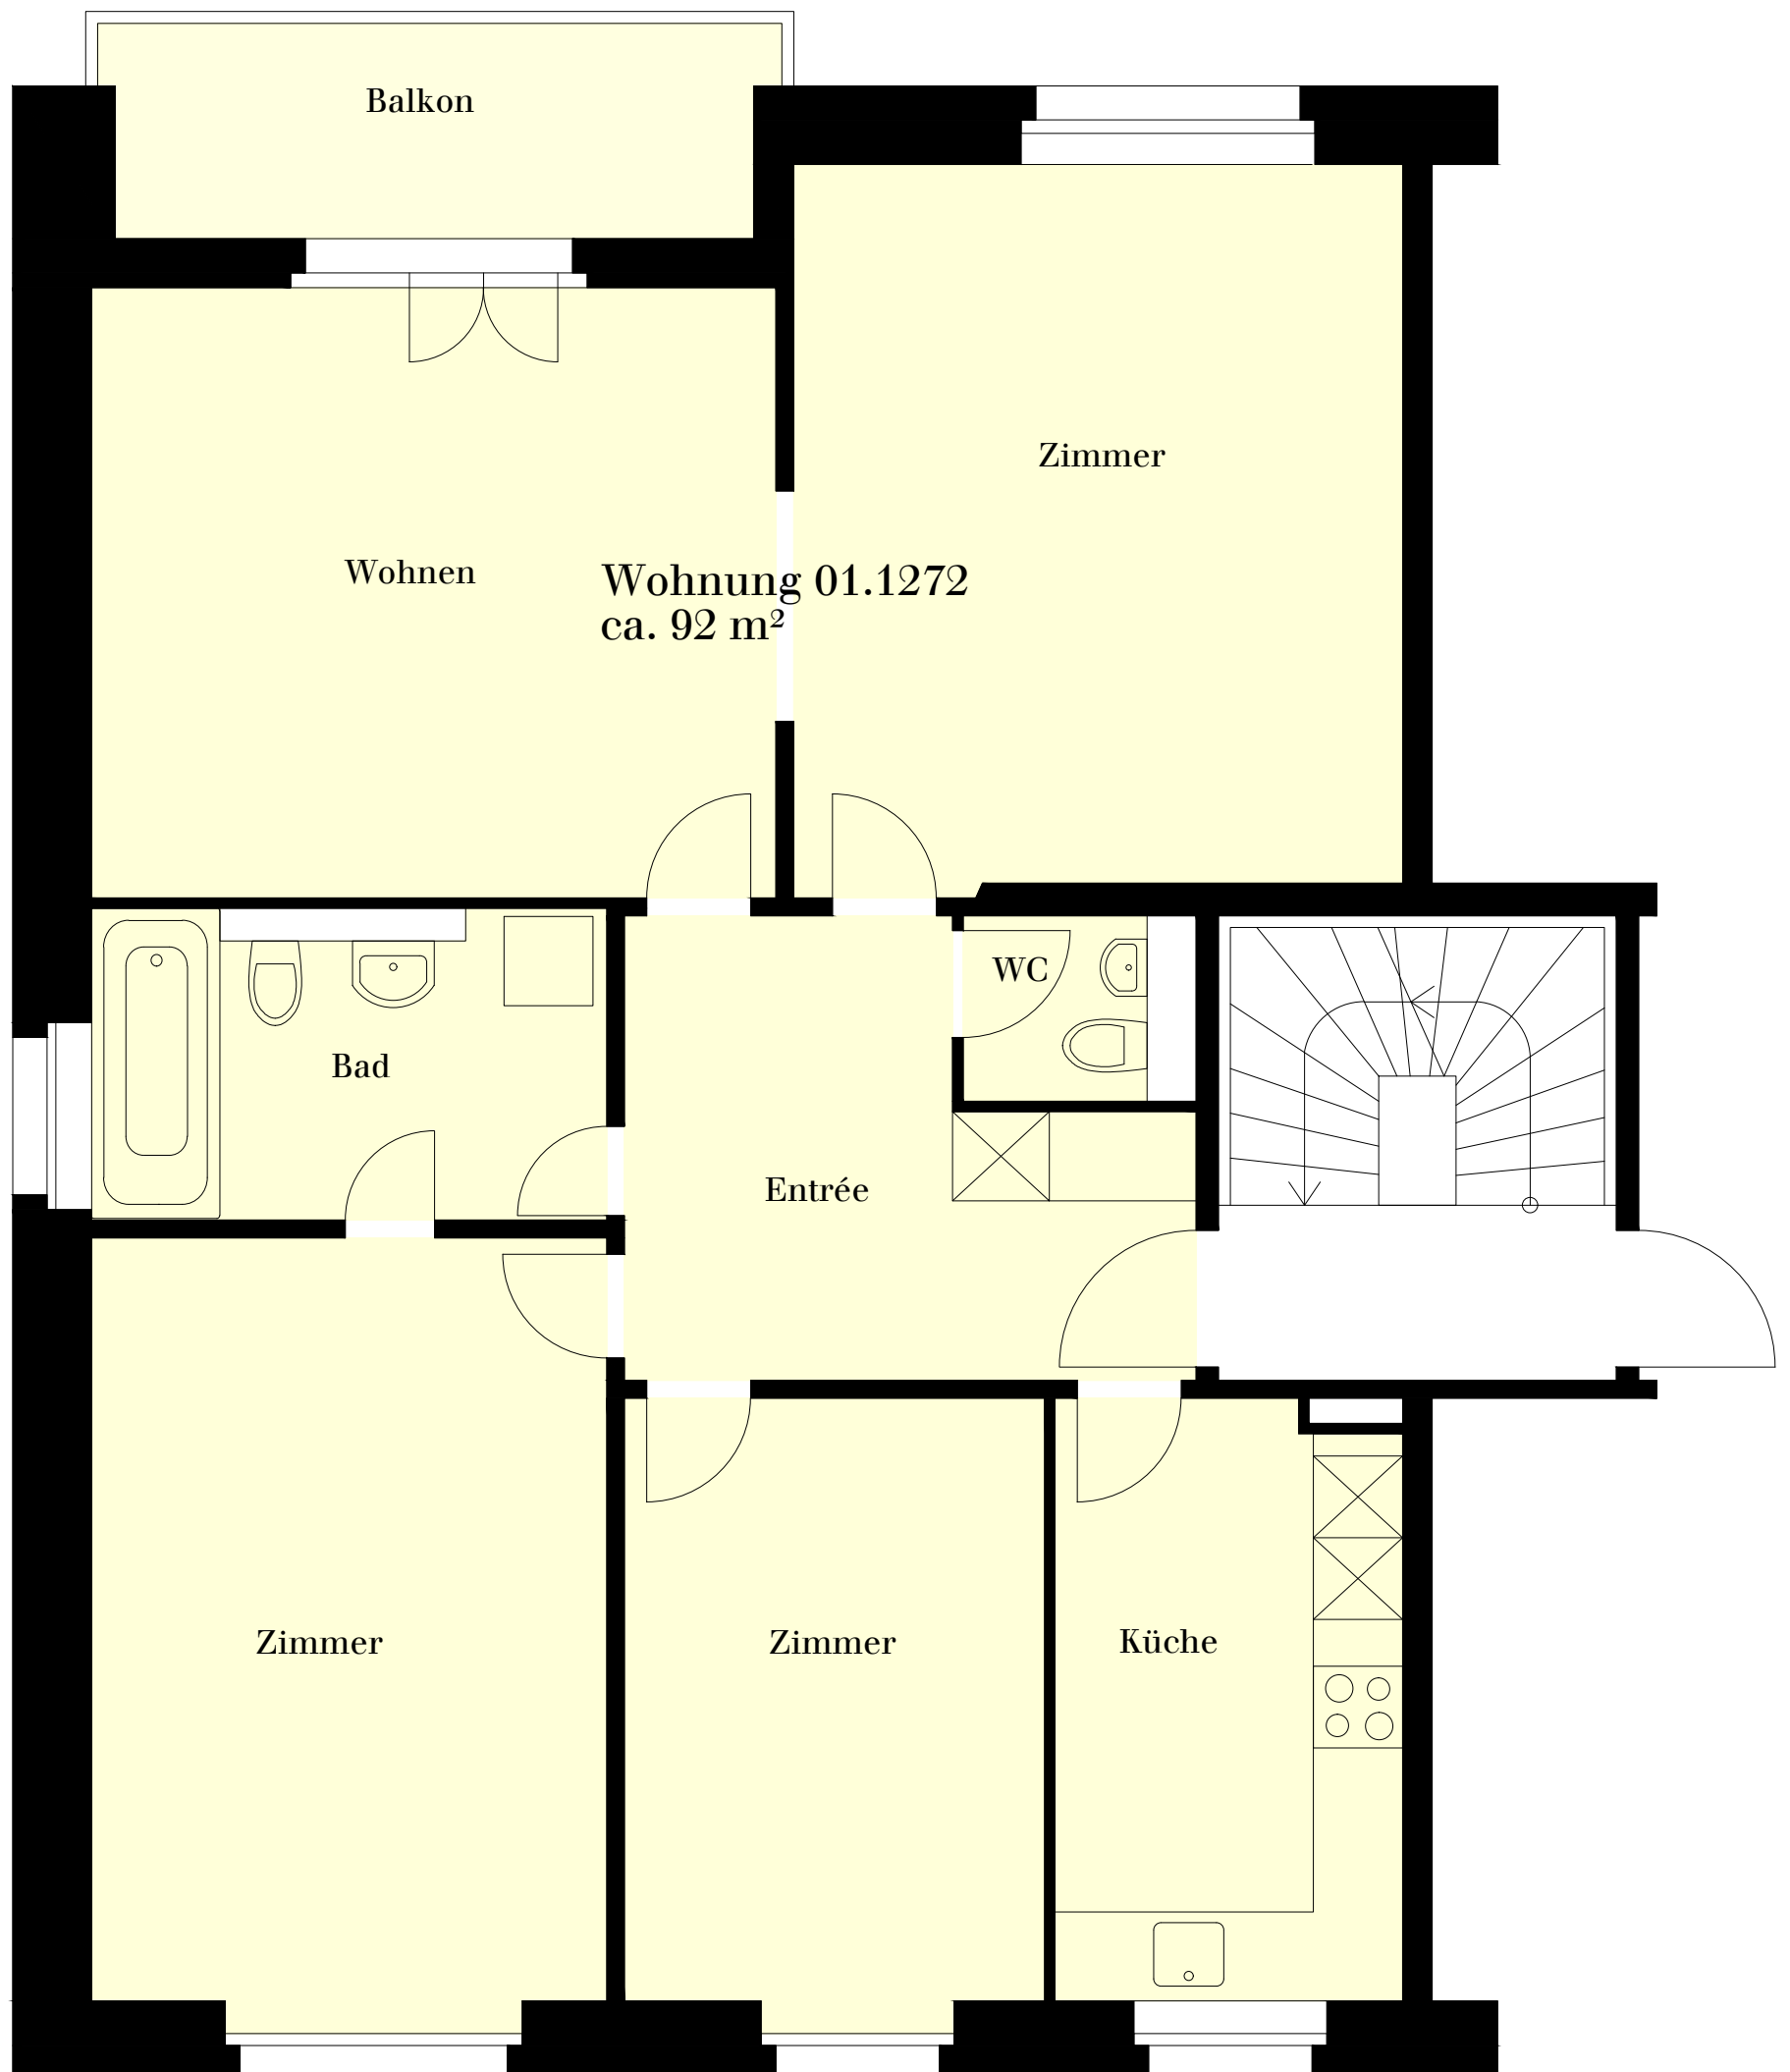 Balkon
Zimmer
Wohnen
Wohnung 01.1272
ca. 92 m²
WC
Bad
Entrée
Zimmer
Zimmer
Küche